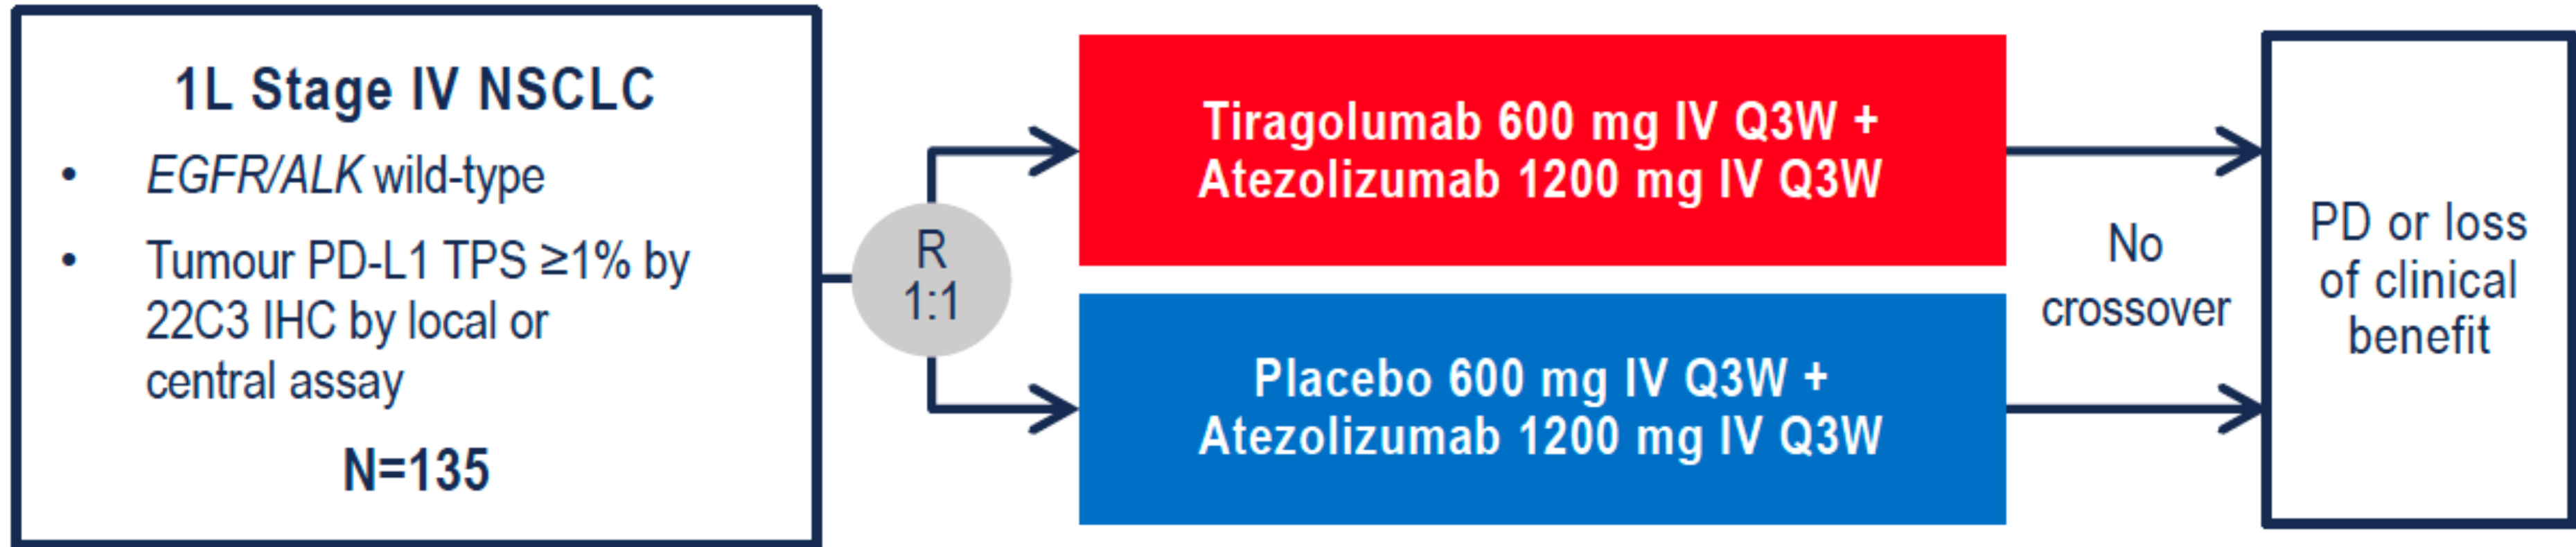 1L Stage IV NSCLC
• EGFR/ALK wild-type
• Tumour PD-L1 TPS ≥1% by
22C3 IHC by local or
central assay
N=135
R
1:1
Tiragolumab 600 mg IV Q3W +
Atezolizumab 1200 mg IV Q3W
Placebo 600 mg IV Q3W +
Atezolizumab 1200 mg IV Q3W
No
crossover
PD or loss
of clinical
benefit